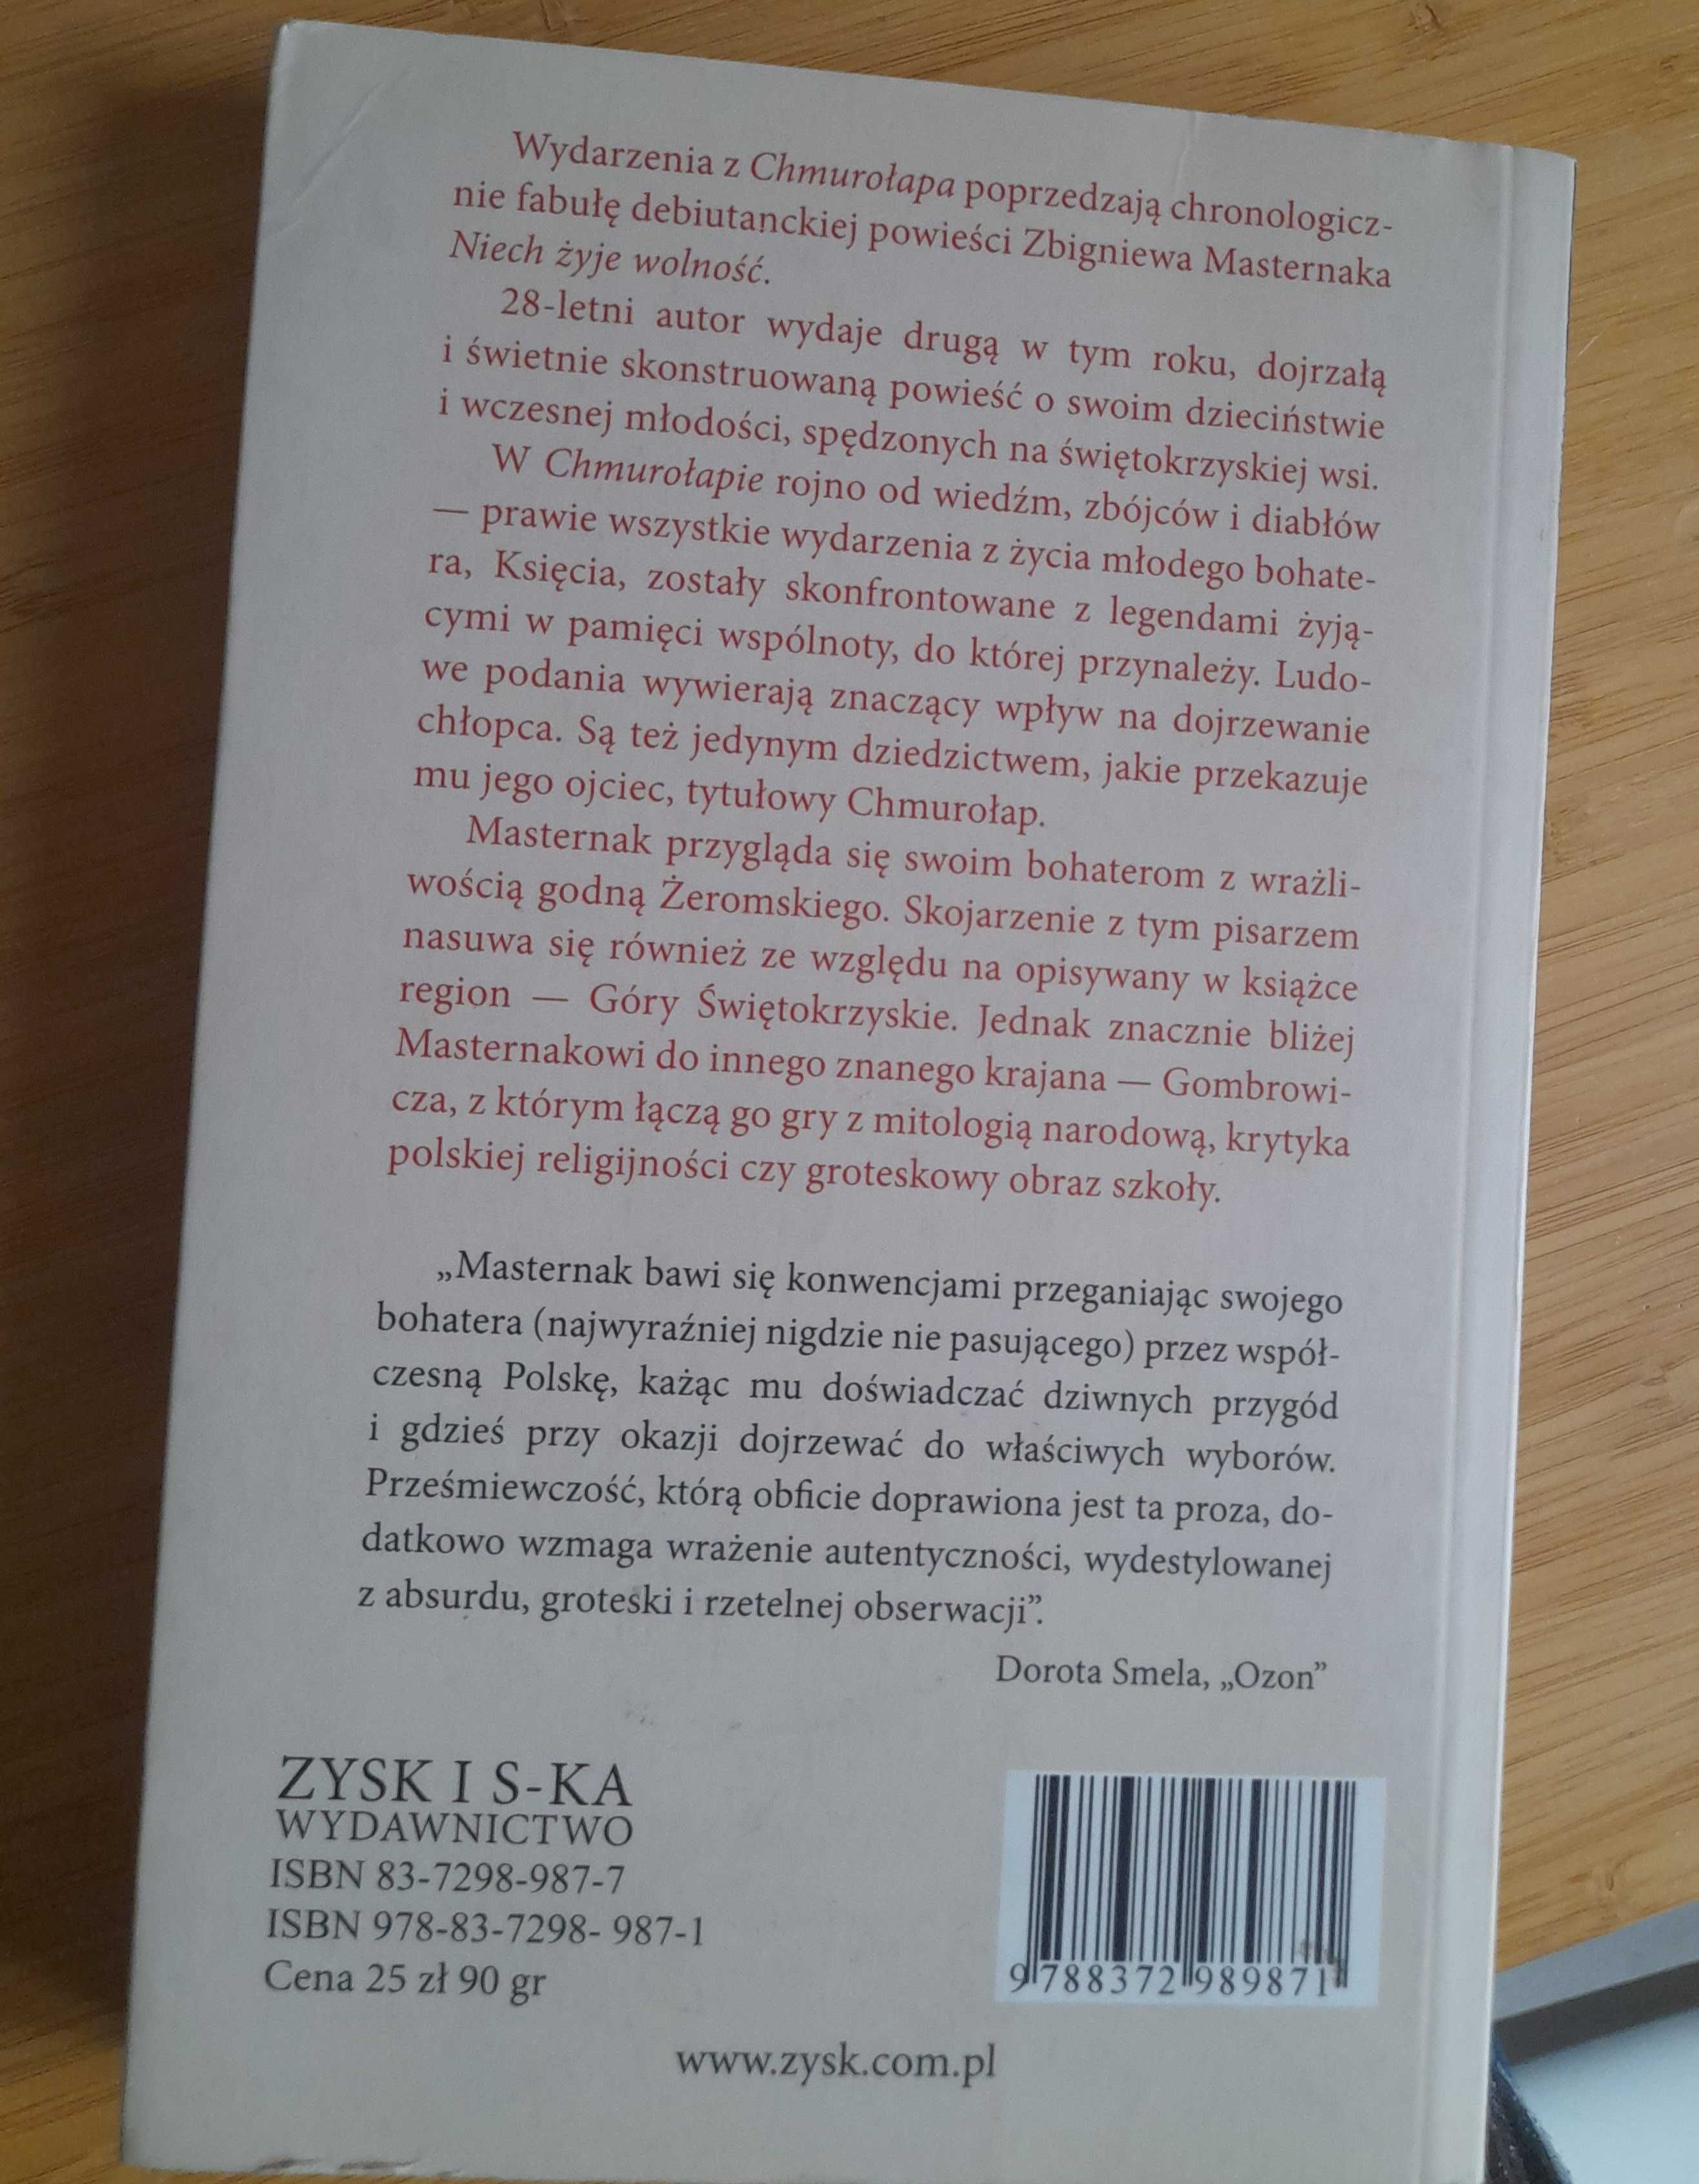 Wydarzenia z Chmurołapa poprzedzają chronologicz-
nie fabułę debiutanckiej powieści Zbigniewa Masternaka
Niech żyje wolność.
28-letni autor wydaje drugą w tym roku, dojrzałą
i świetnie skonstruowaną powieść o swoim dzieciństwie
i wczesnej młodości, spędzonych na świętokrzyskiej wsi.
W Chmurołapie rojno od wiedźm, zbójców i diabłów
— prawie wszystkie wydarzenia z życia młodego bohate-
ra, Księcia, zostały skonfrontowane z legendami żyją-
cymi w pamięci wspólnoty, do której przynależy. Ludo-
we podania wywierają znaczący wpływ na dojrzewanie
chłopca. Są też jedynym dziedzictwem, jakie przekazuje
mu jego ojciec, tytułowy Chmurołap.
Masternak przygląda się swoim bohaterom z wrażli-
wością godną Żeromskiego. Skojarzenie z tym pisarzem
nasuwa się również ze względu na opisywany w książce
region — Góry Świętokrzyskie. Jednak znacznie bliżej
Masternakowi do innego znanego krajana — Gombrowi-
cza, z którym łączą go gry z mitologią narodową, krytyka
polskiej religijności czy groteskowy obraz szkoły.
„Masternak bawi się konwencjami przeganiając swojego
bohatera (najwyraźniej nigdzie nie pasującego) przez współ-
czesną Polskę, każąc mu doświadczać dziwnych przygód
i gdzieś przy okazji dojrzewać do właściwych wyborów.
Prześmiewczość, którą obficie doprawiona jest ta proza, do-
datkowo wzmaga wrażenie autentyczności, wydestylowanej
z absurdu, groteski i rzetelnej obserwacji”.
Dorota Smela, „Ozon”
ZYSK I S-KA
WYDAWNICTWO
ISBN 83-7298-987-7
ISBN 978-83-7298- 987-1
Cena 25 zł 90 gr
9 788372 989871
www.zysk.com.pl